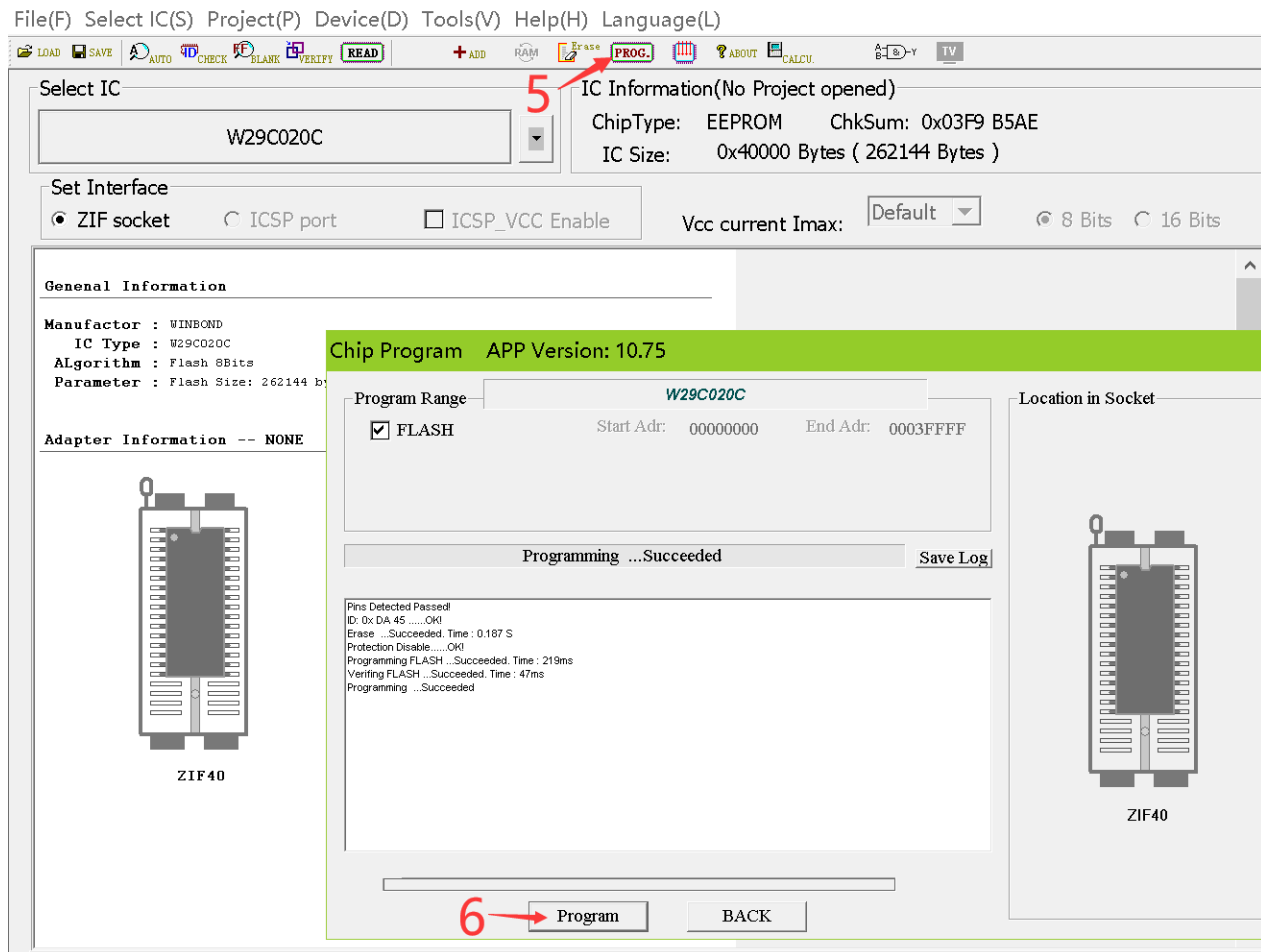 File(F) Select IC(S) Project(P) Device(D) Tools(V) Help(H) Language(L)
LOAD SAVE AUTO CHECK BLANK VERIFY READ ADD RAM Erase PROG. ABOUT CALCU. TV
5
Select IC
W29C020C
IC Information(No Project opened)
ChipType: EEPROM ChkSum: 0x03F9 B5AE
IC Size: 0x40000 Bytes ( 262144 Bytes )
Set Interface
ZIF socket ICSP port ICSP_VCC Enable
Vcc current Imax: Default 8 Bits 16 Bits
Genenal Information
Manufactor : WINBOND
IC Type : W29C020C
ALgorithm : Flash 8Bits
Parameter : Flash Size: 262144 by
Adapter Information -- NONE
ZIF40
Chip Program APP Version: 10.75
Program Range
W29C020C
FLASH Start Adr: 00000000 End Adr: 0003FFFF
Programming ...Succeeded
Save Log
Pins Detected Passed!
ID: 0x DA 45 ......OK!
Erase ...Succeeded. Time : 0.187 S
Protection Disable......OK!
Programming FLASH ...Succeeded. Time : 219ms
Verifing FLASH ...Succeeded. Time : 47ms
Programming ...Succeeded
Location in Socket
ZIF40
6
Program BACK